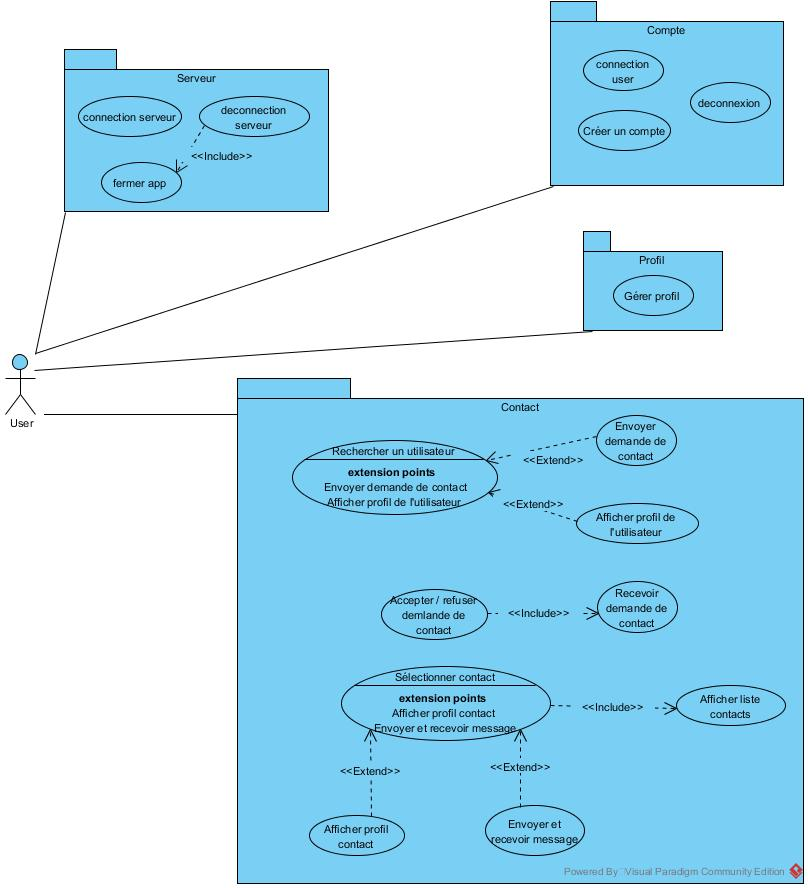 Compte
connection
user
deconnexion
Créer un compte
Serveur
connection serveur
deconnection
serveur
<<Include>>
fermer app
Profil
Gérer profil
User
Contact
Envoyer
demande de
contact
Rechercher un utilisateur
extension points
Envoyer demande de contact
Afficher profil de l'utilisateur
<<Extend>>
<<Extend>>
Afficher profil de
l'utilisateur
Accepter / refuser
demlande de
contact
<<Include>>
Recevoir
demande de
contact
Sélectionner contact
extension points
Afficher profil contact
Envoyer et recevoir message
<<Include>>
Afficher liste
contacts
<<Extend>>
<<Extend>>
Afficher profil
contact
Envoyer et
recevoir message
Powered By Visual Paradigm Community Edition